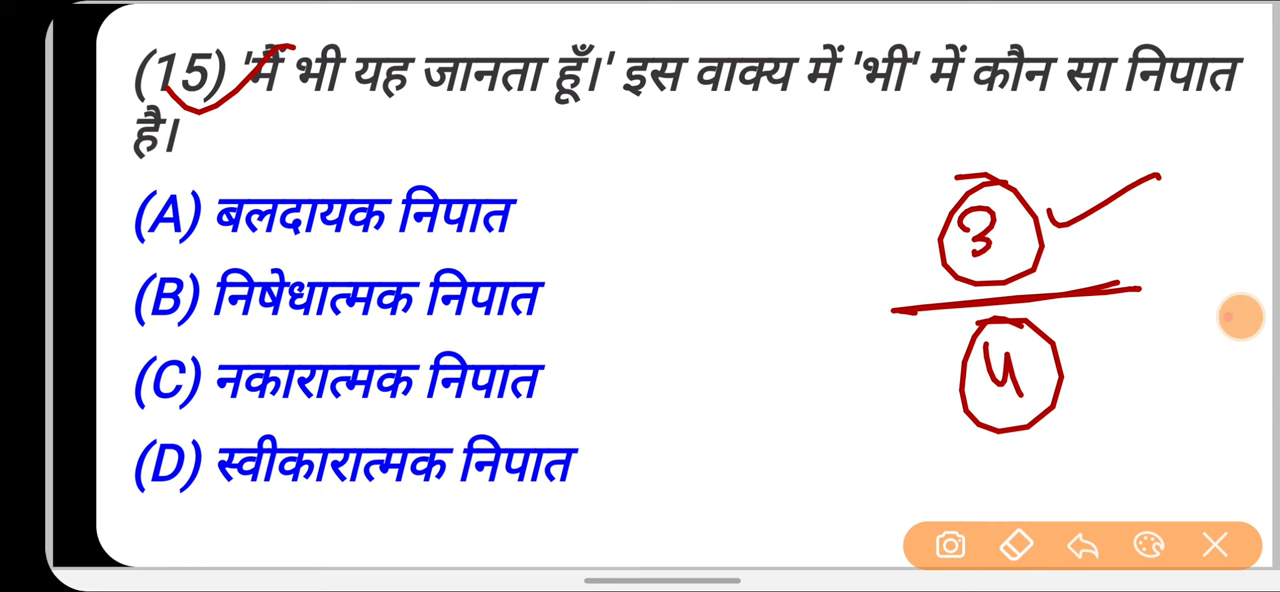 (15) 'मैं भी यह जानता हूँ।' इस वाक्य में 'भी' में कौन सा निपात
है।
(A) बलदायक निपात
(B) निषेधात्मक निपात
(C) नकारात्मक निपात
(D) स्वीकारात्मक निपात
3
4